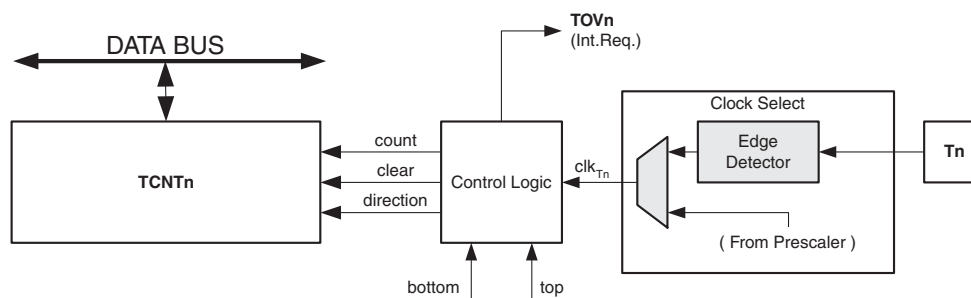 TOVn
(Int.Req.)
DATA BUS
Clock Select
count
Edge
Detector
Tn
TCNTn
clear
Control Logic
clkTn
direction
( From Prescaler )
bottom
top